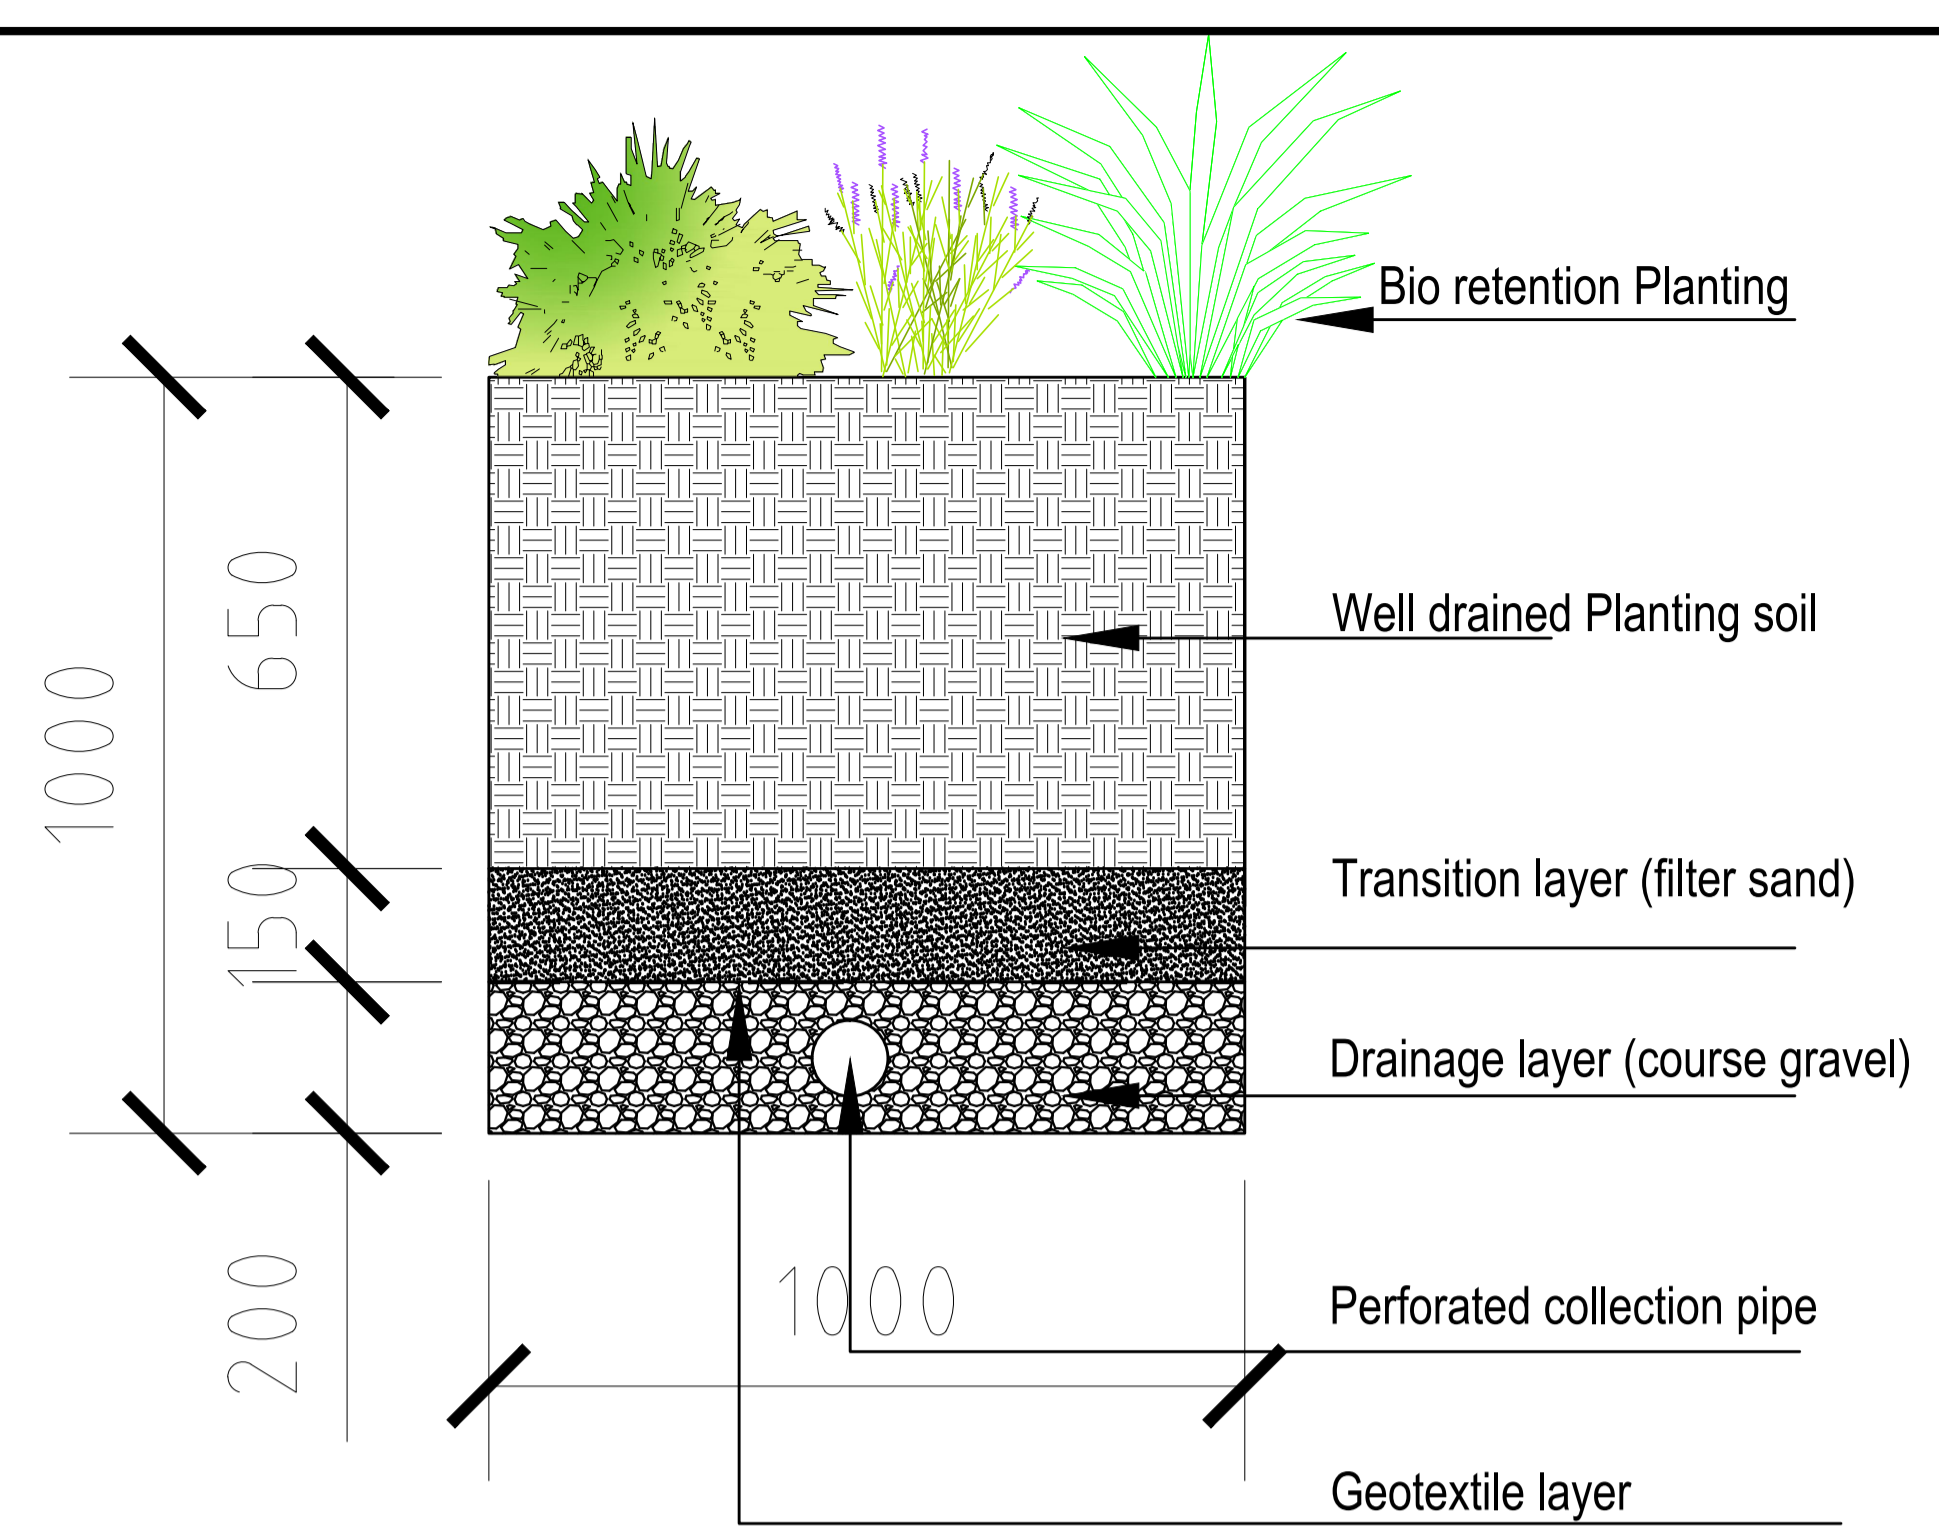 Bio retention Planting
650
Well drained Planting soil
1000
150
Transition layer (filter sand)
Drainage layer (course gravel)
200
1000
Perforated collection pipe
Geotextile layer